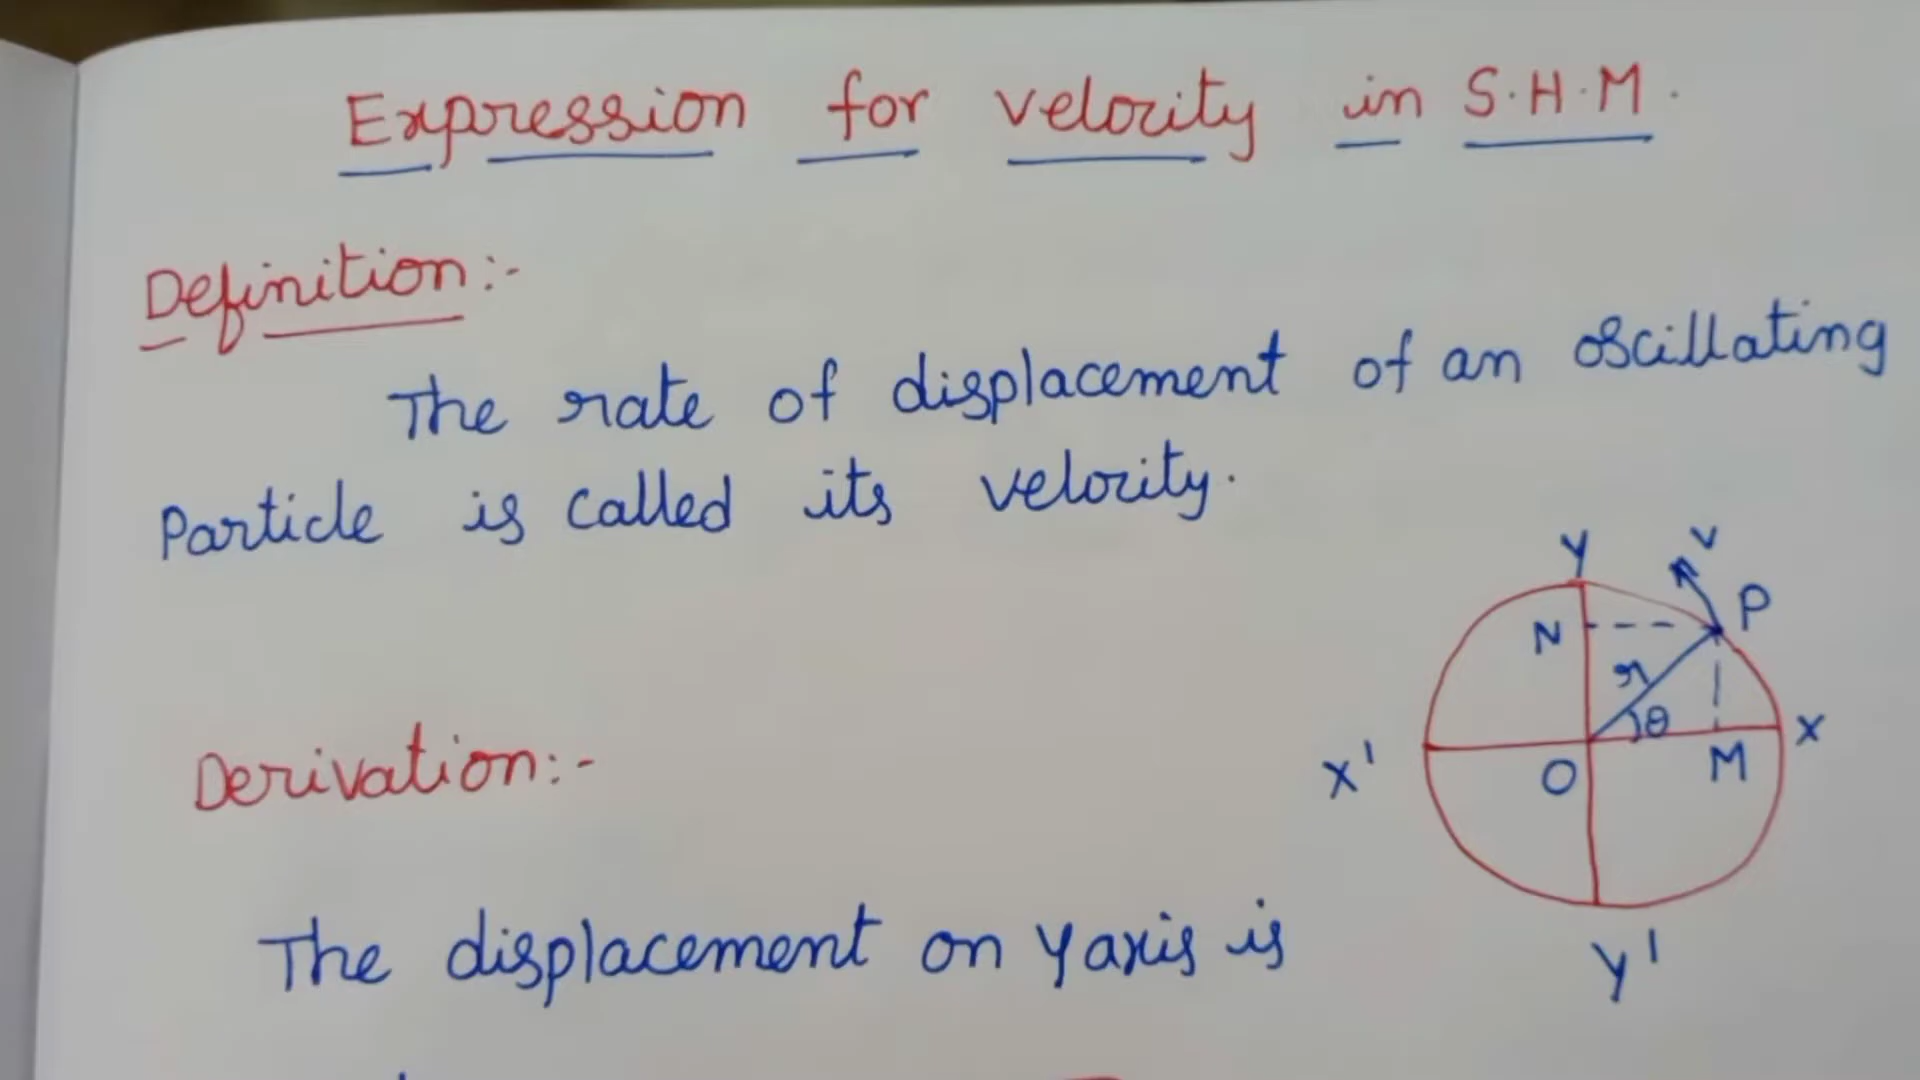 Expression for velocity in S.H.M.
Definition:-
The rate of displacement of an oscillating
Particle is called its velocity.
Y
V
N
P
r
θ
X
X'
O
M
Derivation:-
The displacement on Y axis is
Y'